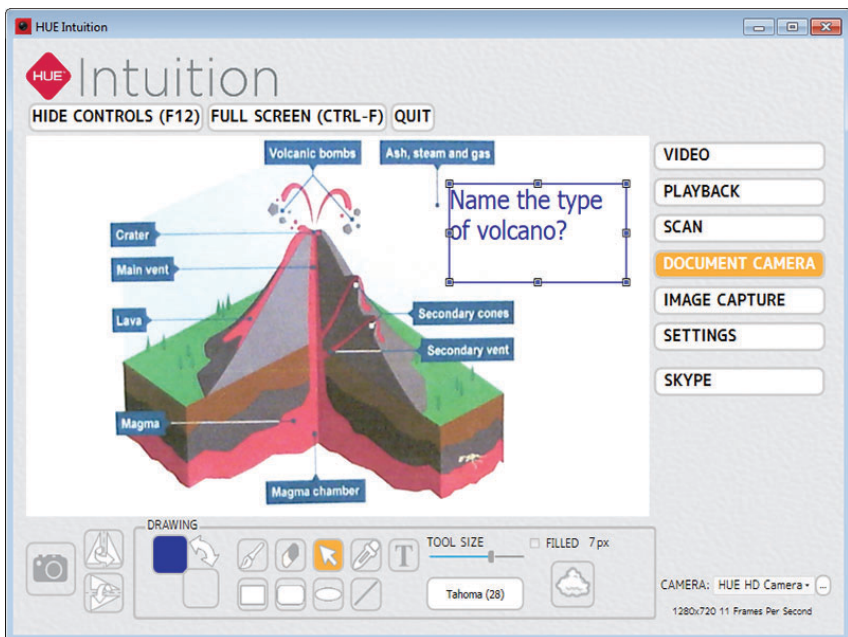 HUE Intuition
HUE Intuition
HIDE CONTROLS (F12) FULL SCREEN (CTRL-F) QUIT
Volcanic bombs Ash, steam and gas
Name the type
of volcano?
Crater
Main vent
Lava
Secondary cones
Secondary vent
Magma
Magma chamber
VIDEO
PLAYBACK
SCAN
DOCUMENT CAMERA
IMAGE CAPTURE
SETTINGS
SKYPE
DRAWING
T
TOOL SIZE FILLED 7px
Tahoma (28)
CAMERA: HUE HD Camera ...
1280x720 11 Frames Per Second